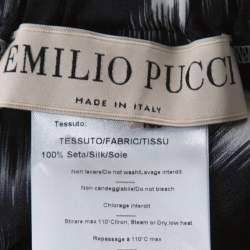 EMILIO PUCCI
MADE IN ITALY
Tessuto:
TESSUTO/FABRIC/TISSU
100% Seta/Silk/Soie
Non lavare/Do not wash/Lavage interdit
Non candeggiabile/Do not bleach
Chlorage interdit
Stirare max 110°C/Iron, Steam or Dry,low heat
Repassage à 110°C max